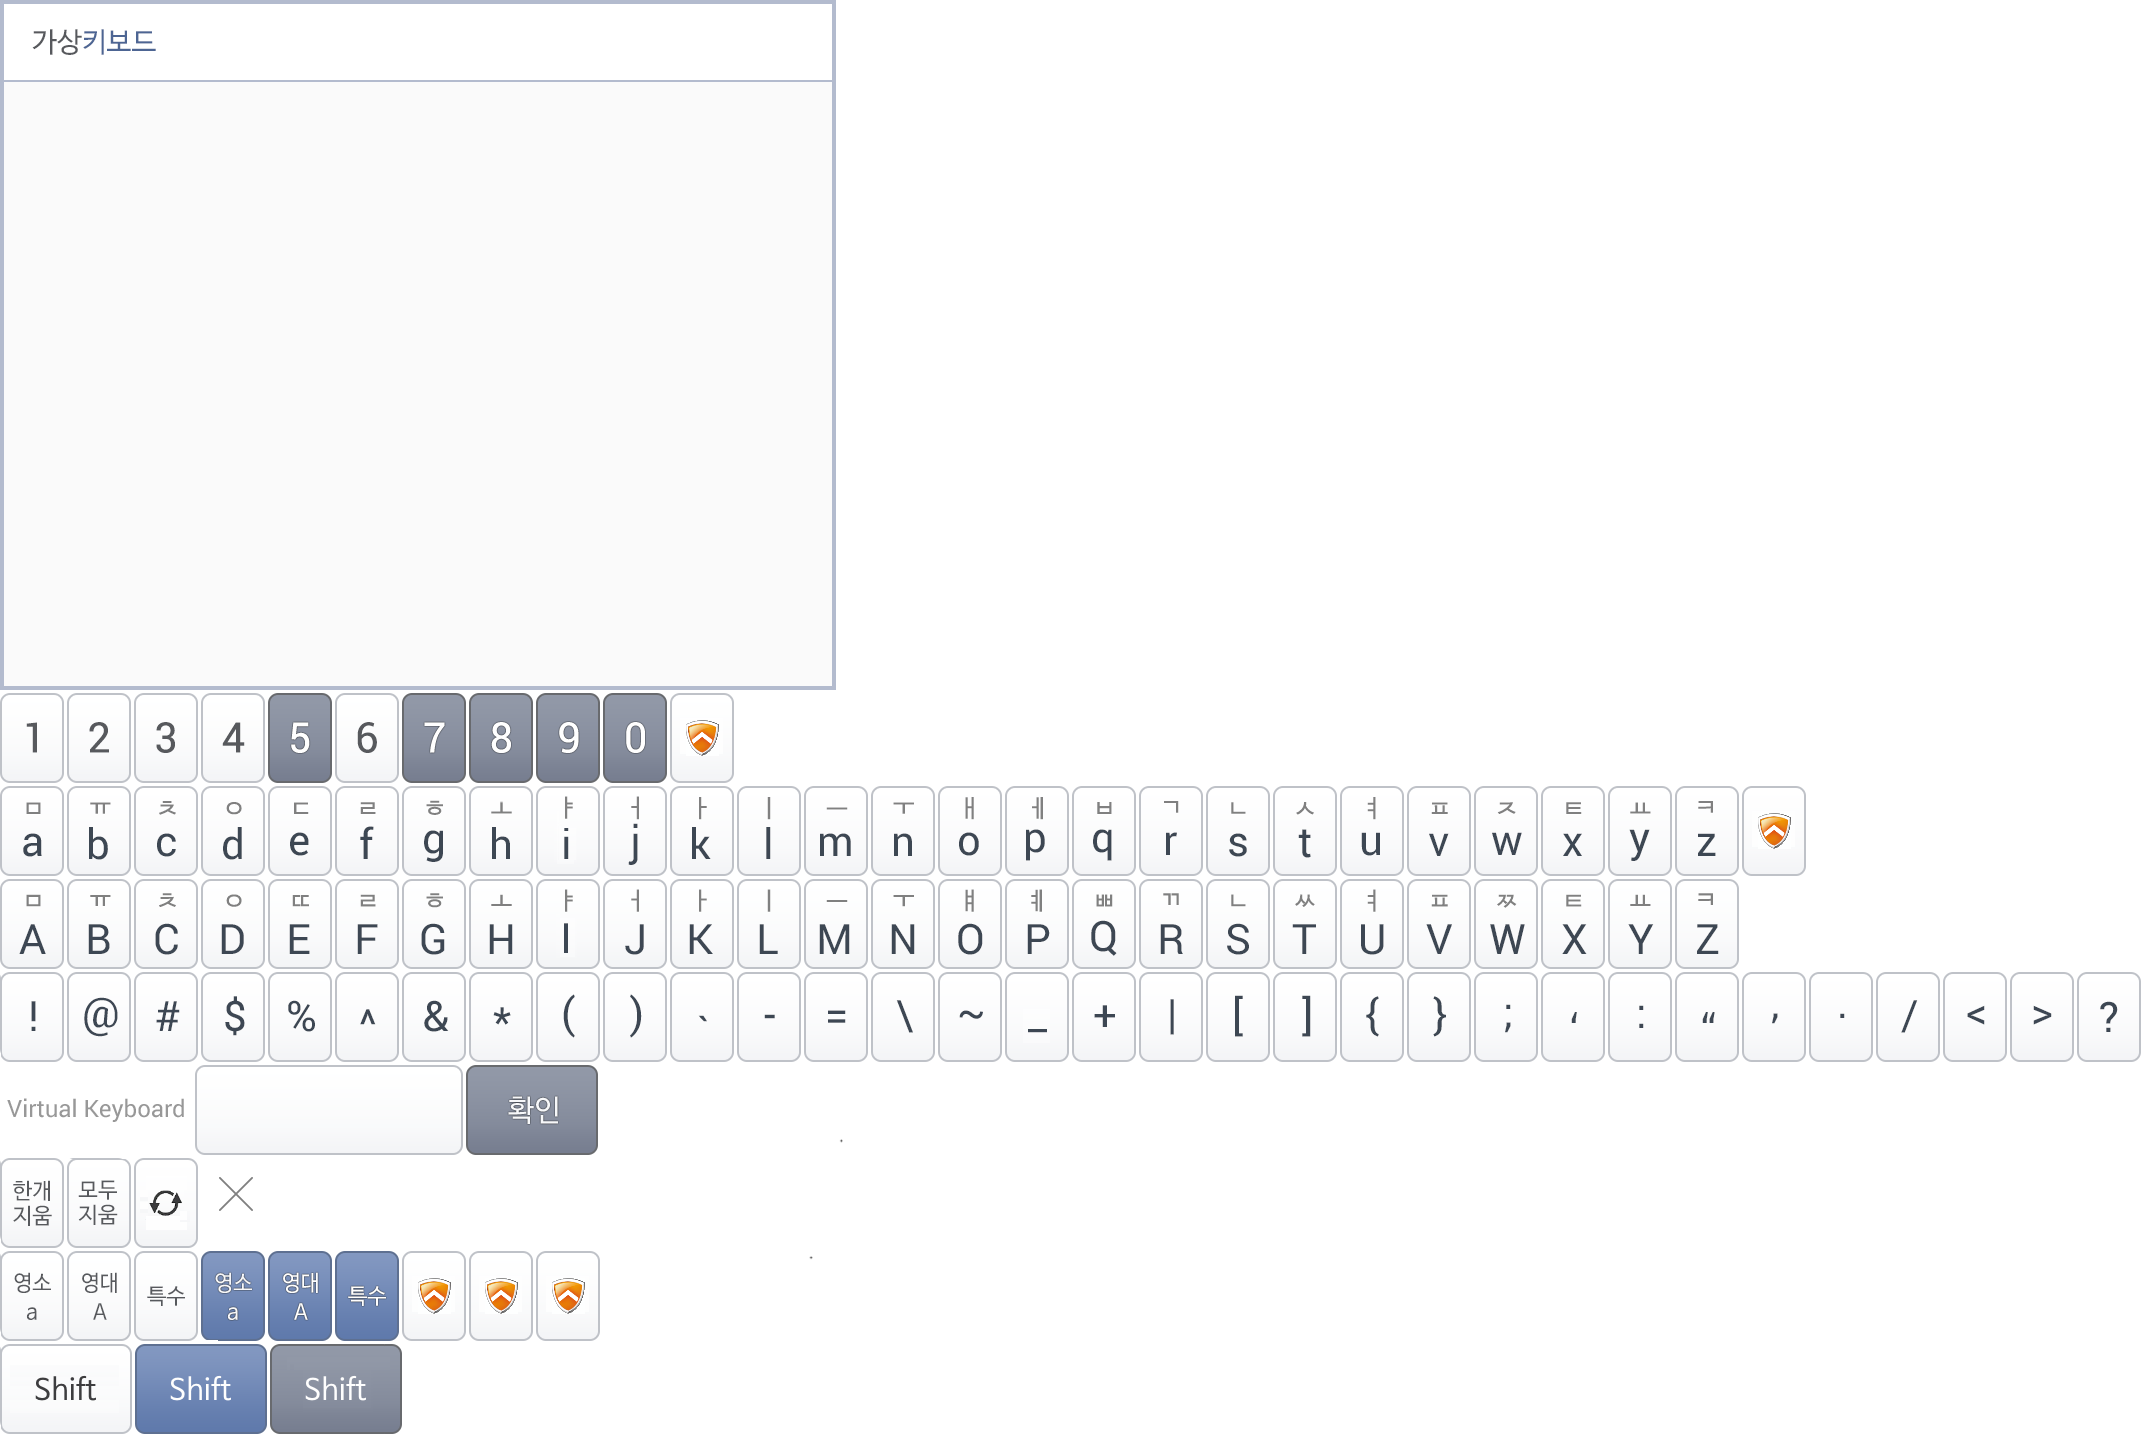 가상키보드
1 2 3 4 5 6 7 8 9 0
ㅁ ㅠ ㅊ ㅇ ㄷ ㄹ ㅎ ㅗ ㅑ ㅓ ㅏ ㅣ ㅡ ㅜ ㅐ ㅔ ㅂ ㄱ ㄴ ㅅ ㅕ ㅍ ㅈ ㅌ ㅛ ㅋ
a b c d e f g h i j k l m n o p q r s t u v w x y z
ㅁ ㅠ ㅊ ㅇ ㄸ ㄹ ㅎ ㅗ ㅑ ㅓ ㅏ ㅣ ㅡ ㅜ ㅒ ㅖ ㅃ ㄲ ㄴ ㅆ ㅕ ㅍ ㅉ ㅌ ㅛ ㅋ
A B C D E F G H I J K L M N O P Q R S T U V W X Y Z
! @ # $ % ^ & * ( ) ` - = \ ~ _ + | [ ] { } ; ‘ : “ , . / < > ?
Virtual Keyboard 확인
한개 모두
지움 지움
영소 영대 특수 영소 영대 특수
a A a A
Shift Shift Shift